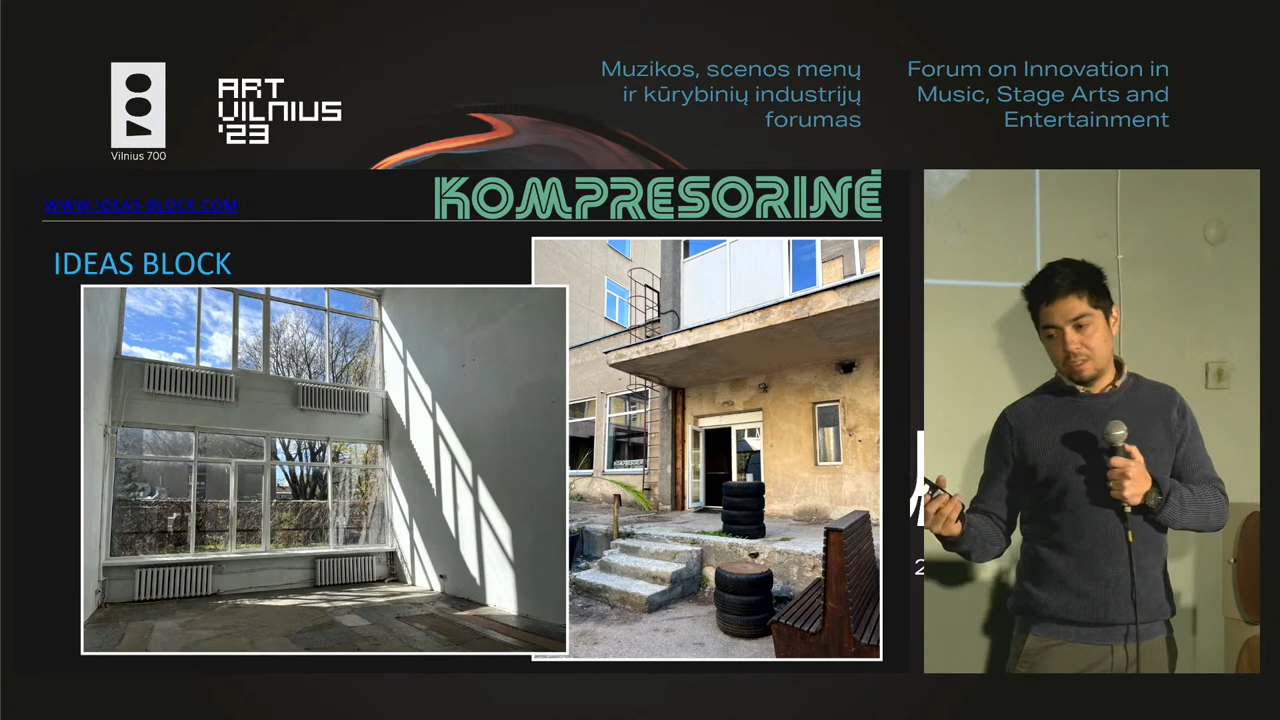 Vilnius 700
ART
VILNIUS
'23
Muzikos, scenos menų
ir kūrybinių industrijų
forumas
Forum on Innovation in
Music, Stage Arts and
Entertainment
WWW.IDEAS-BLOCK.COM
KOMPRESORINĖ
IDEAS BLOCK